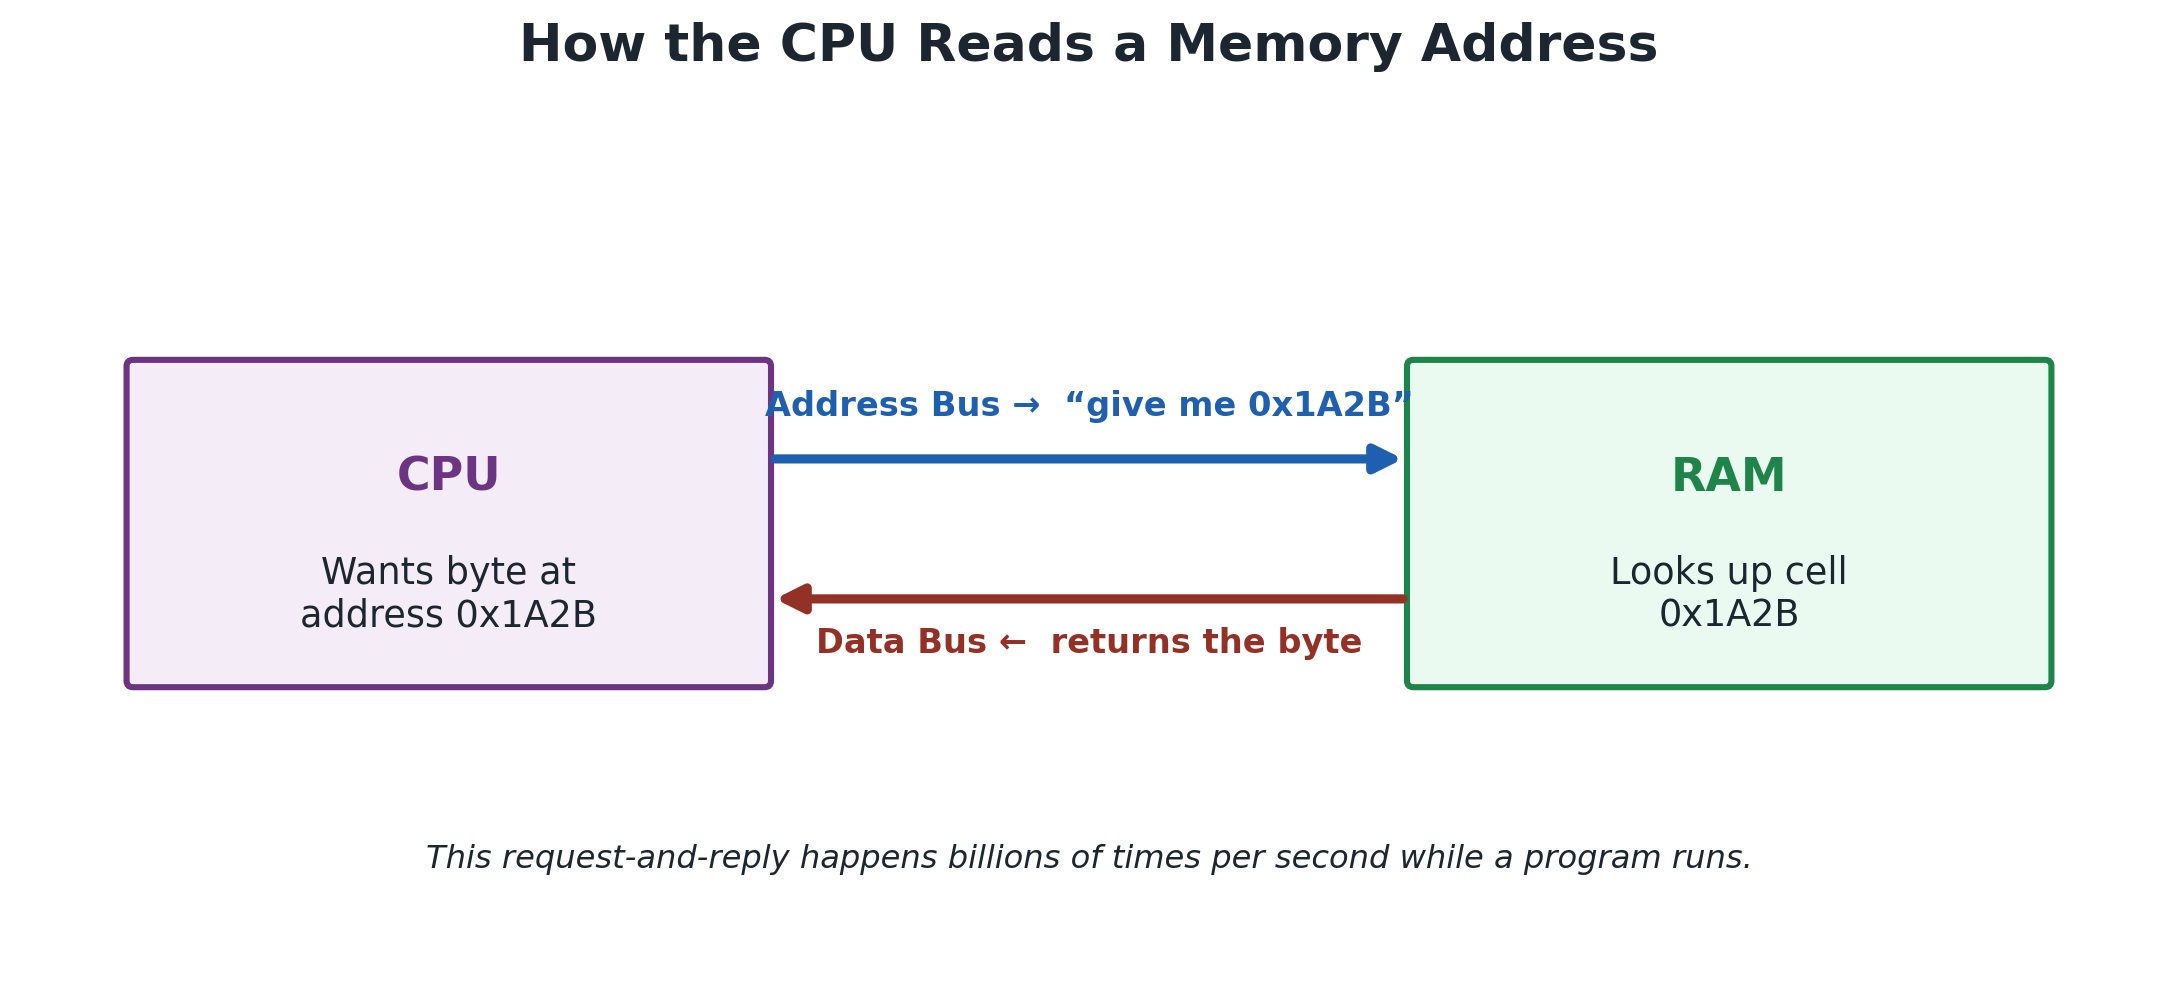 How the CPU Reads a Memory Address
Address Bus → “give me 0x1A2B”
CPU
Wants byte at
address 0x1A2B
RAM
Looks up cell
0x1A2B
Data Bus ← returns the byte
This request-and-reply happens billions of times per second while a program runs.